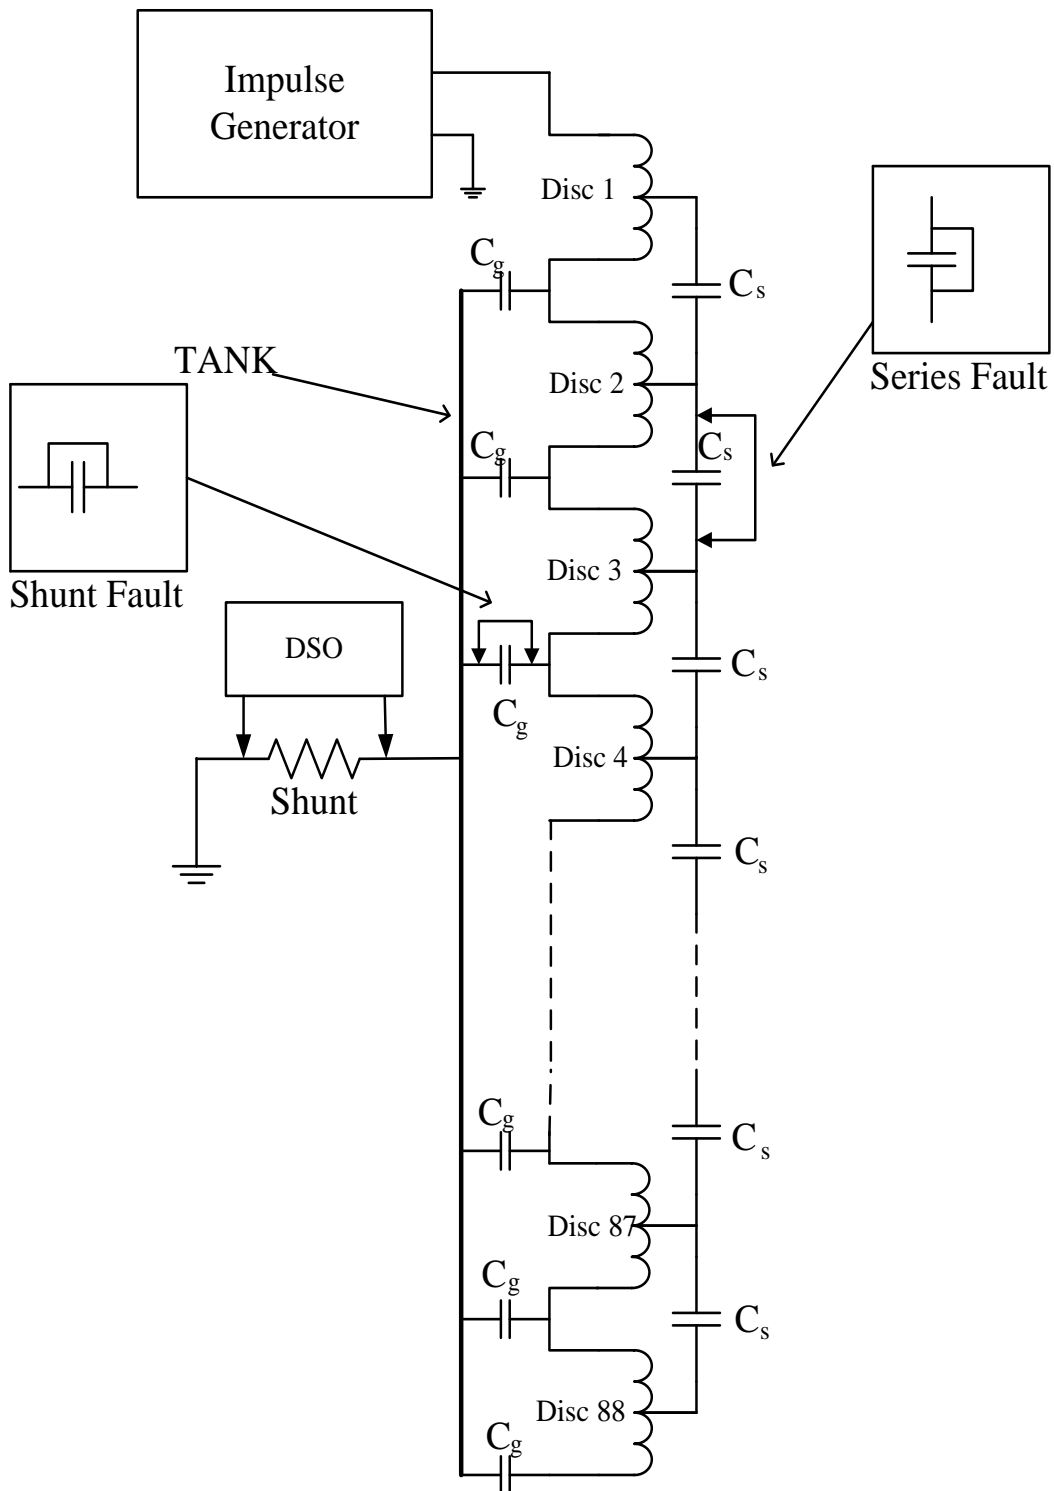 Impulse
Generator
Disc 1
Cg
Cs
TANK
Disc 2
Series Fault
Cg
Cs
Disc 3
Shunt Fault
DSO
Cs
Cg
Disc 4
Shunt
Cs
Cg
Cs
Disc 87
Cg
Cs
Disc 88
Cg